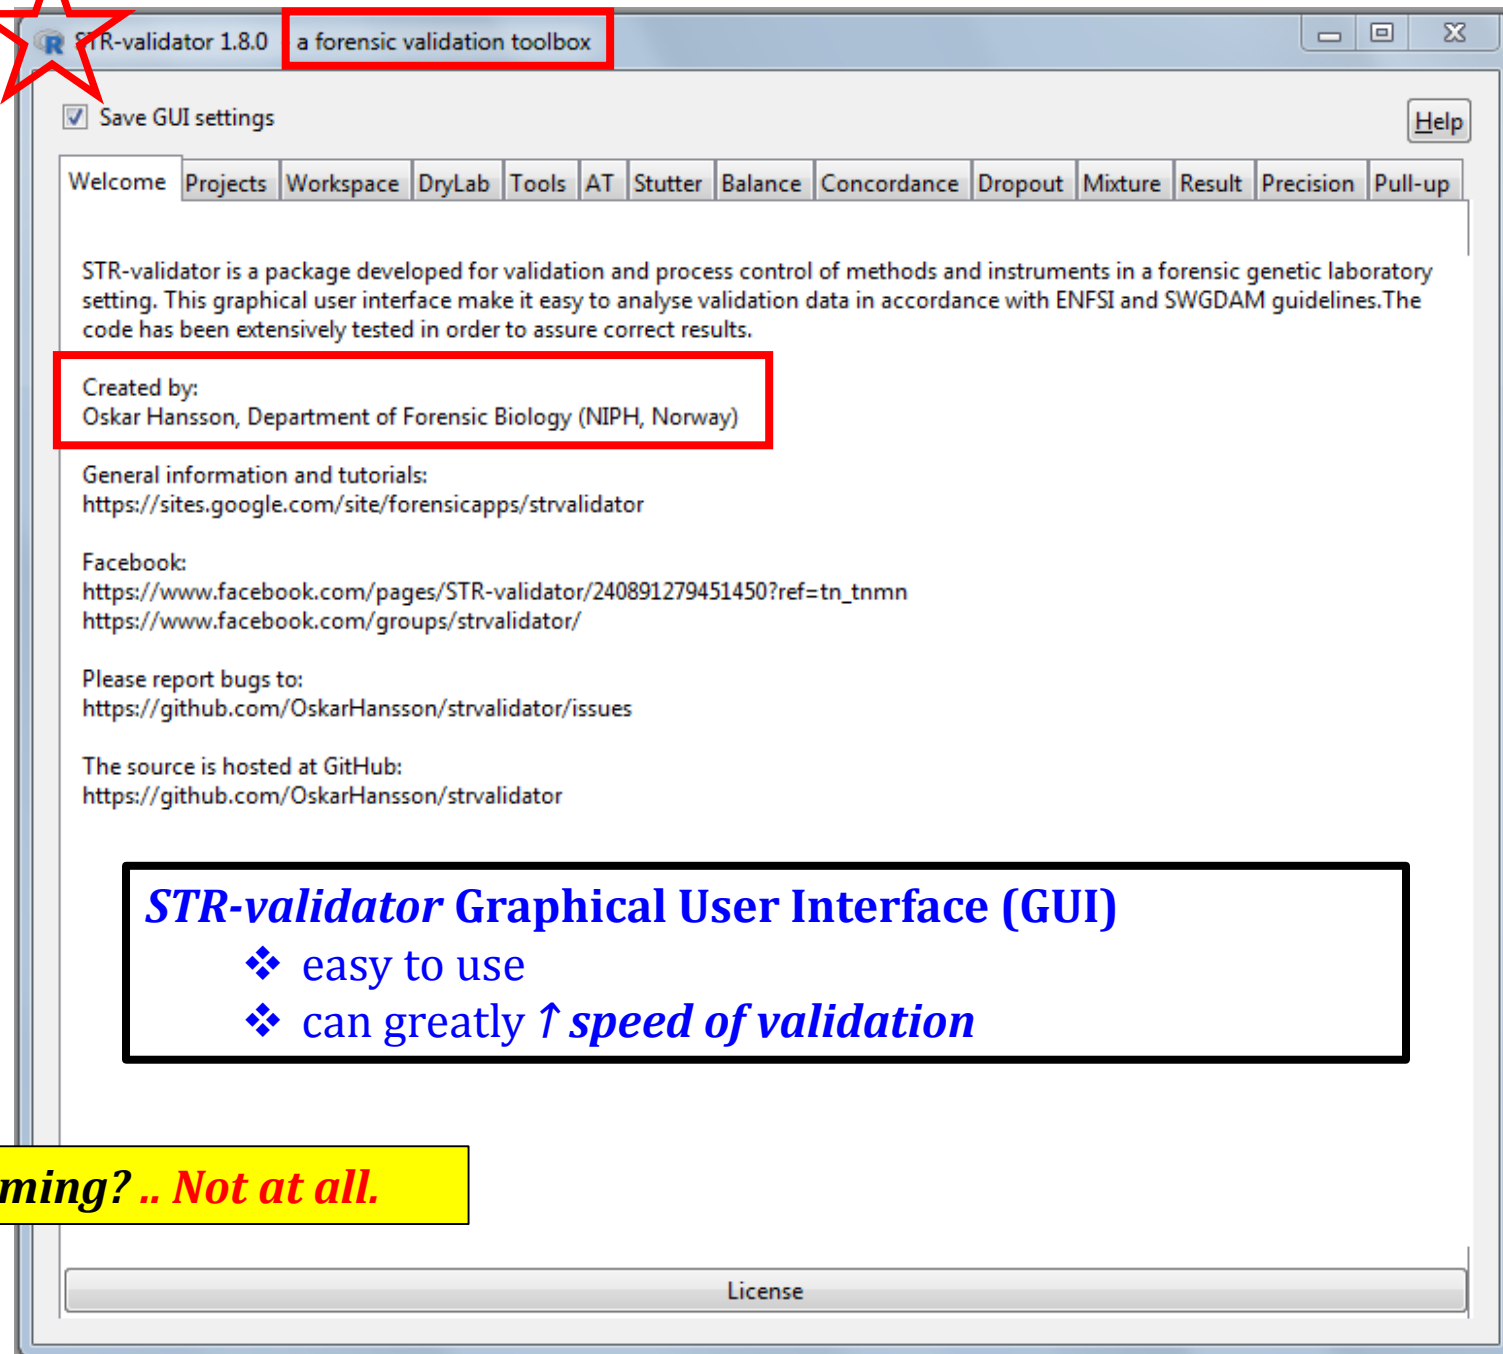 STR-validator 1.8.0 a forensic validation toolbox
Save GUI settings
Help
Welcome Projects Workspace DryLab Tools AT Stutter Balance Concordance Dropout Mixture Result Precision Pull-up
STR-validator is a package developed for validation and process control of methods and instruments in a forensic genetic laboratory
setting. This graphical user interface make it easy to analyse validation data in accordance with ENFSI and SWGDAM guidelines.The
code has been extensively tested in order to assure correct results.
Created by:
Oskar Hansson, Department of Forensic Biology (NIPH, Norway)
General information and tutorials:
https://sites.google.com/site/forensicapps/strvalidator
Facebook:
https://www.facebook.com/pages/STR-validator/240891279451450?ref=tn_tnmn
https://www.facebook.com/groups/strvalidator/
Please report bugs to:
https://github.com/OskarHansson/strvalidator/issues
The source is hosted at GitHub:
https://github.com/OskarHansson/strvalidator
STR-validator Graphical User Interface (GUI)
❖ easy to use
❖ can greatly ↑ speed of validation
ming? .. Not at all.
License